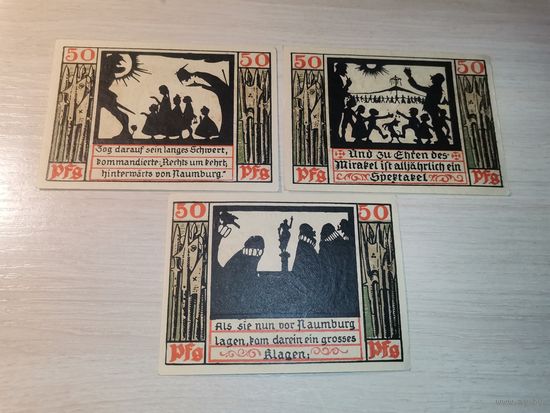 50 50
Zog darauf sein langes Schwert,
kommandierte: „Rechts um kehrt,
hinterwärts von Naumburg.“
Pfg Pfg
50 50
Und zu Ehren des
Mirakel ist alljährlich ein
Spektakel
Pfg Pfg
50 50
Als sie nun vor Naumburg
lagen, kam darein ein grosses
Klagen;
Pfg Pfg